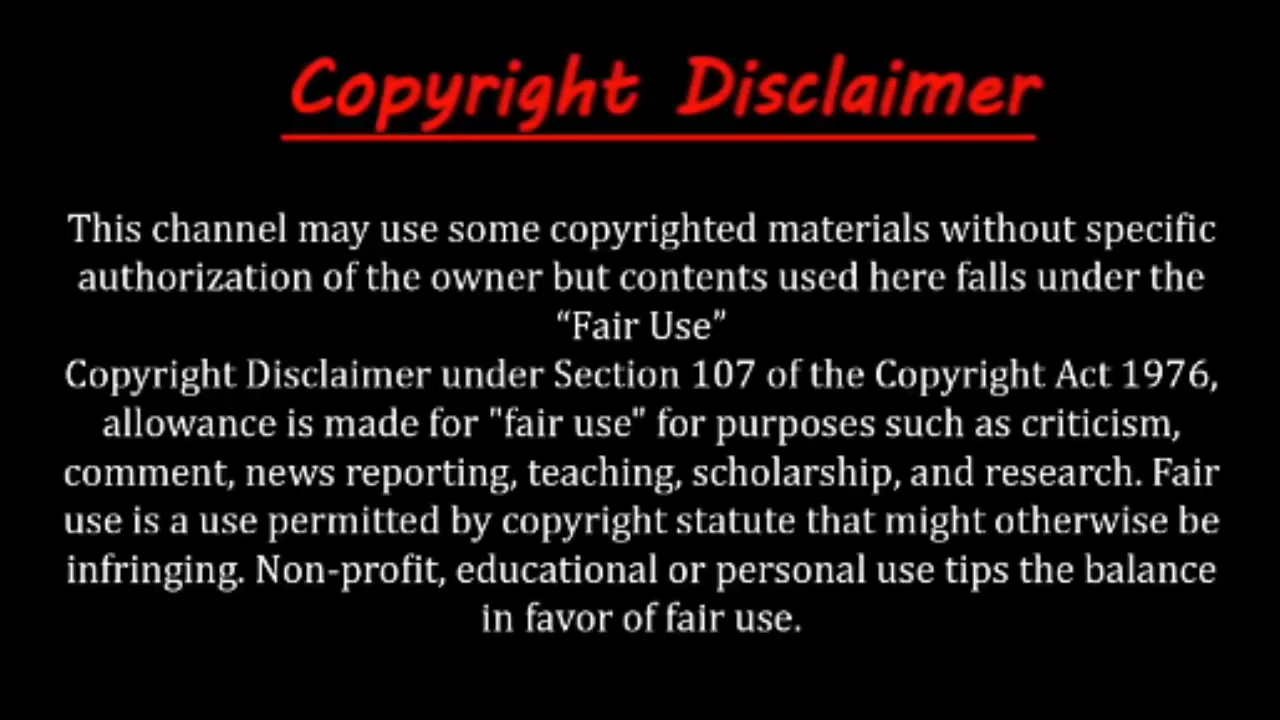 Copyright Disclaimer
This channel may use some copyrighted materials without specific
authorization of the owner but contents used here falls under the
“Fair Use”
Copyright Disclaimer under Section 107 of the Copyright Act 1976,
allowance is made for "fair use" for purposes such as criticism,
comment, news reporting, teaching, scholarship, and research. Fair
use is a use permitted by copyright statute that might otherwise be
infringing. Non-profit, educational or personal use tips the balance
in favor of fair use.